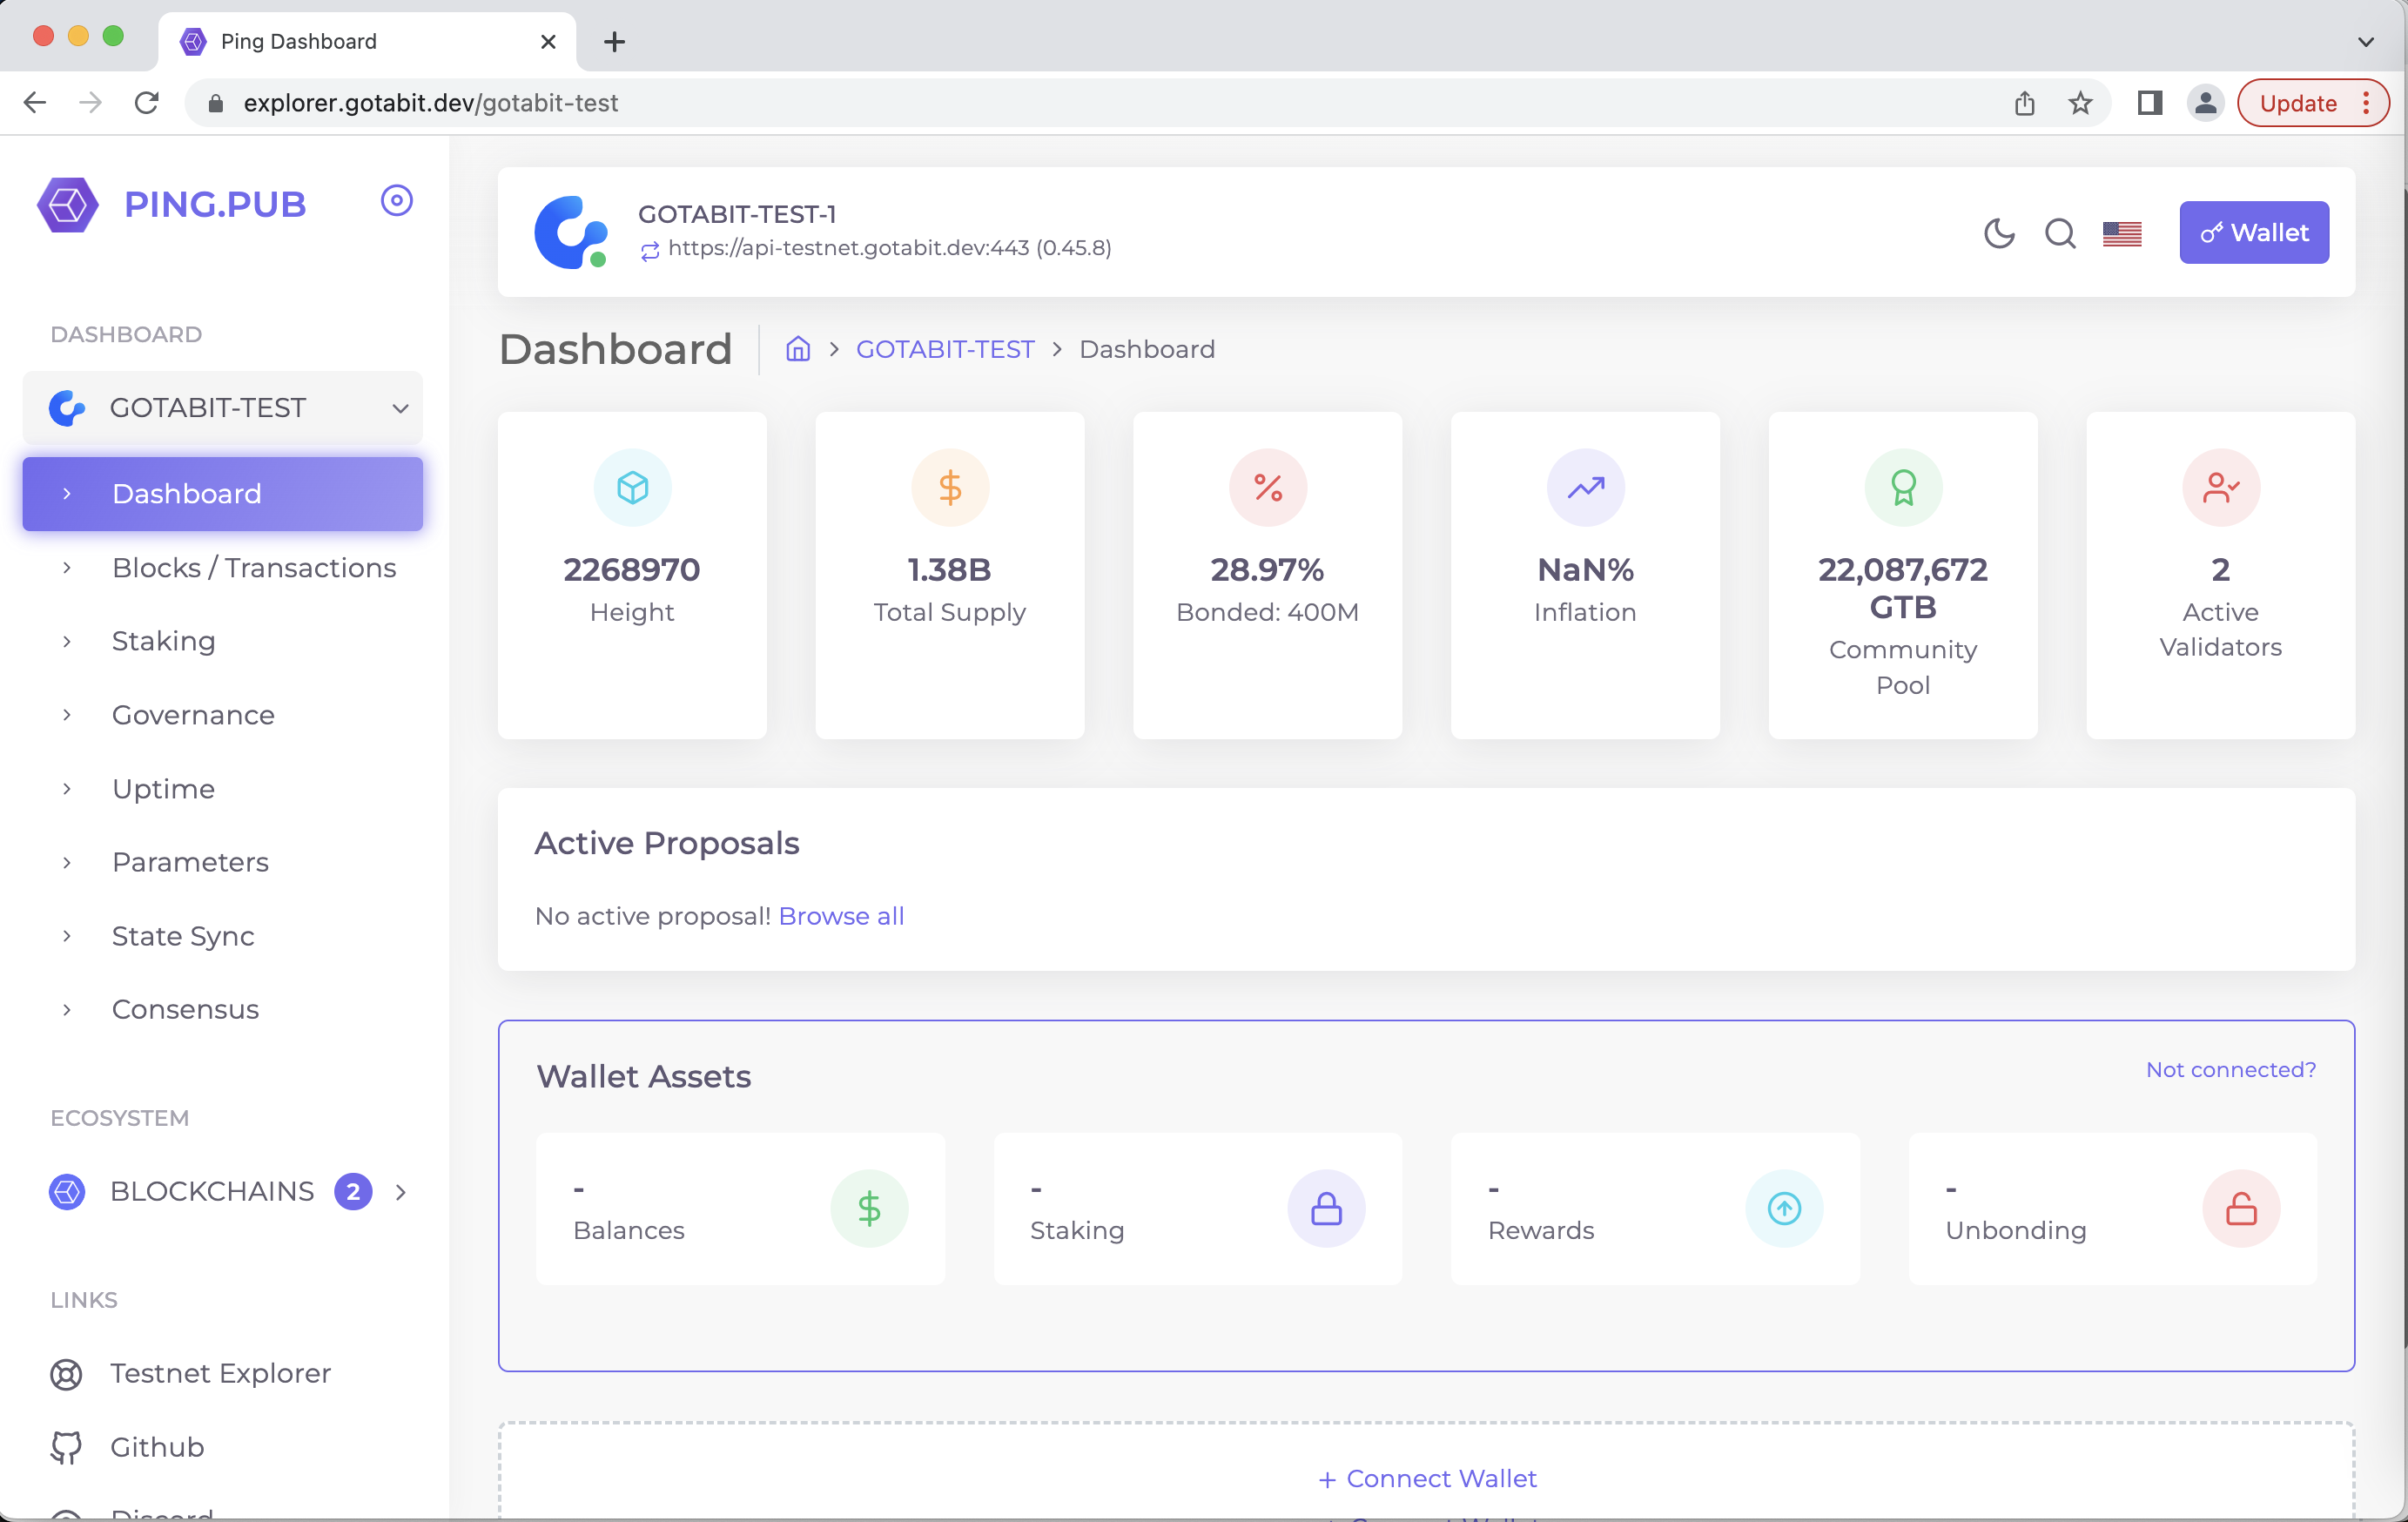 Ping Dashboard
explorer.gotabit.dev/gotabit-test
Update
PING.PUB
DASHBOARD
GOTABIT-TEST
Dashboard
Blocks / Transactions
Staking
Governance
Uptime
Parameters
State Sync
Consensus
ECOSYSTEM
BLOCKCHAINS 2
LINKS
Testnet Explorer
Github
Discord
GOTABIT-TEST-1
https://api-testnet.gotabit.dev:443 (0.45.8)
Wallet
Dashboard
GOTABIT-TEST > Dashboard
2268970
Height
1.38B
Total Supply
28.97%
Bonded: 400M
NaN%
Inflation
22,087,672
GTB
Community
Pool
2
Active
Validators
Active Proposals
No active proposal! Browse all
Wallet Assets
Not connected?
-
Balances
-
Staking
-
Rewards
-
Unbonding
+ Connect Wallet